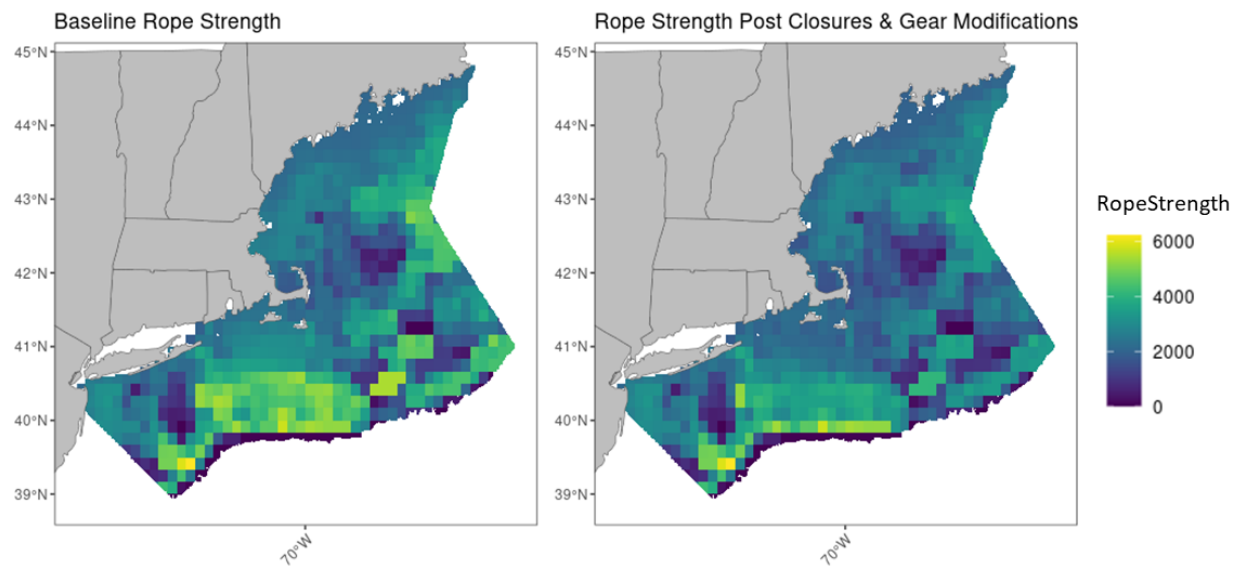 Baseline Rope Strength
Rope Strength Post Closures & Gear Modifications
45°N
44°N
43°N
42°N
41°N
40°N
39°N
70°W
45°N
44°N
43°N
42°N
41°N
40°N
39°N
70°W
RopeStrength
6000
4000
2000
0